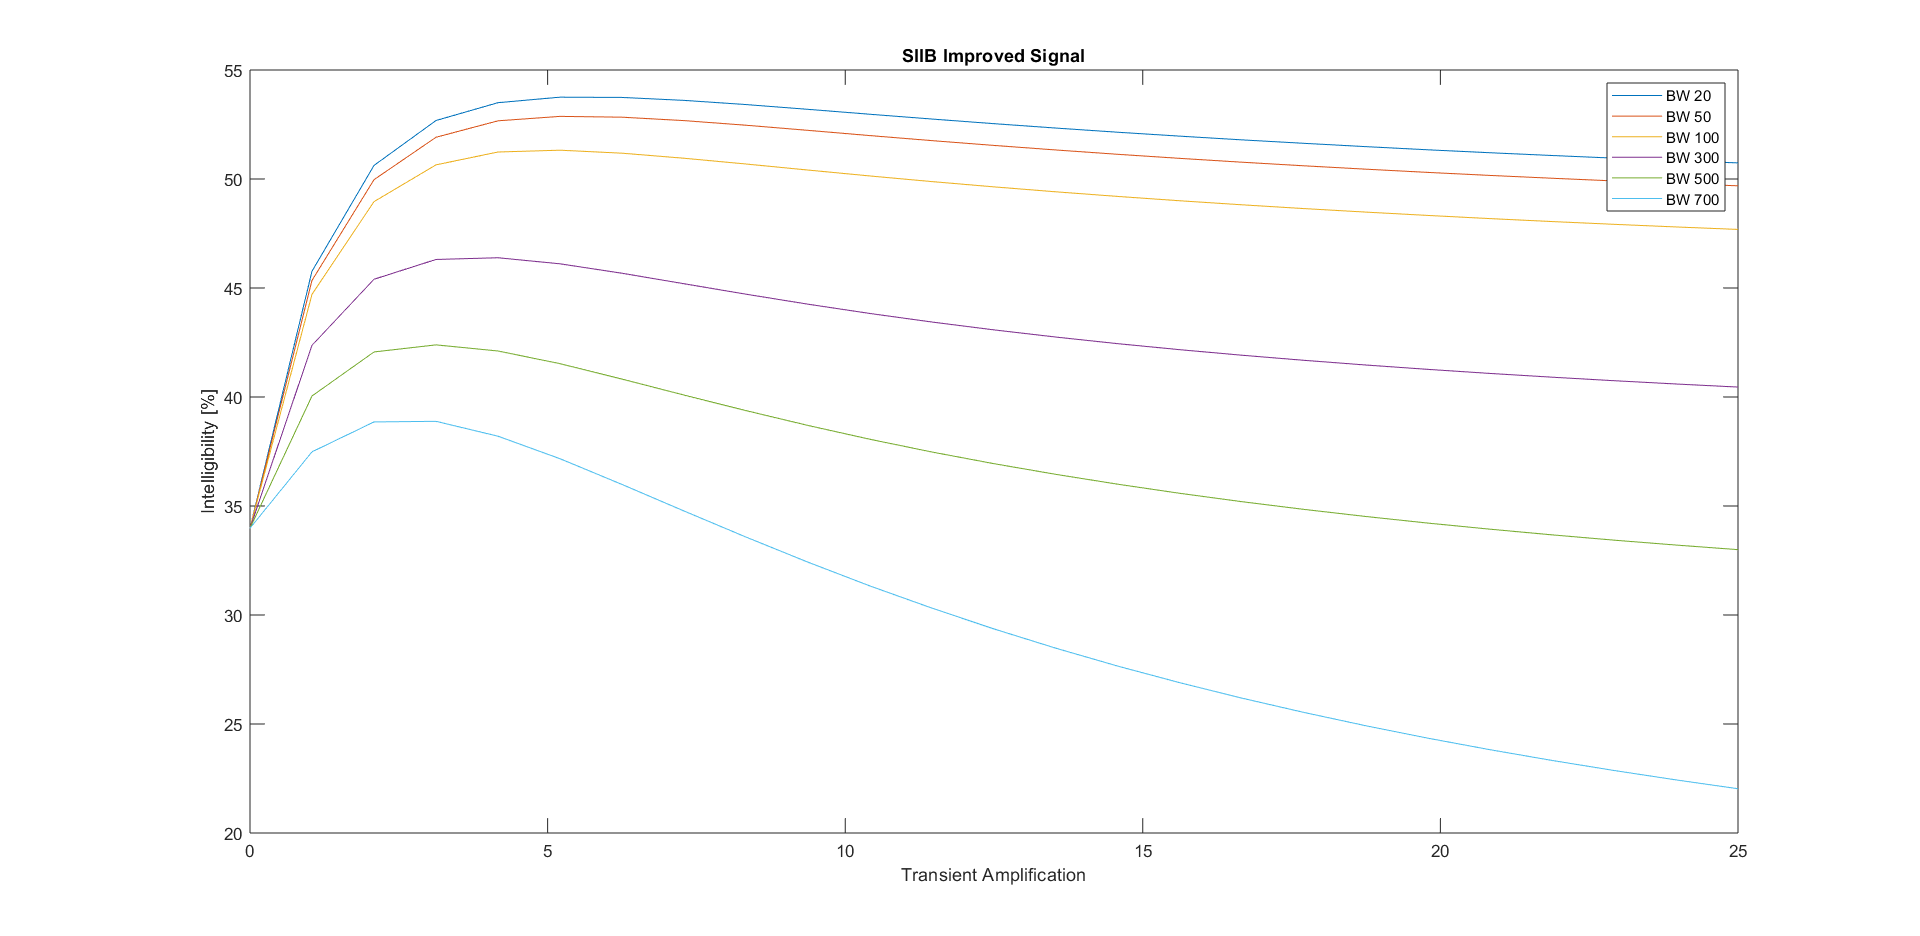 SIIB Improved Signal
55
50
45
40
35
30
25
20
Intelligibility [%]
BW 20
BW 50
BW 100
BW 300
BW 500
BW 700
0 5 10 15 20 25
Transient Amplification